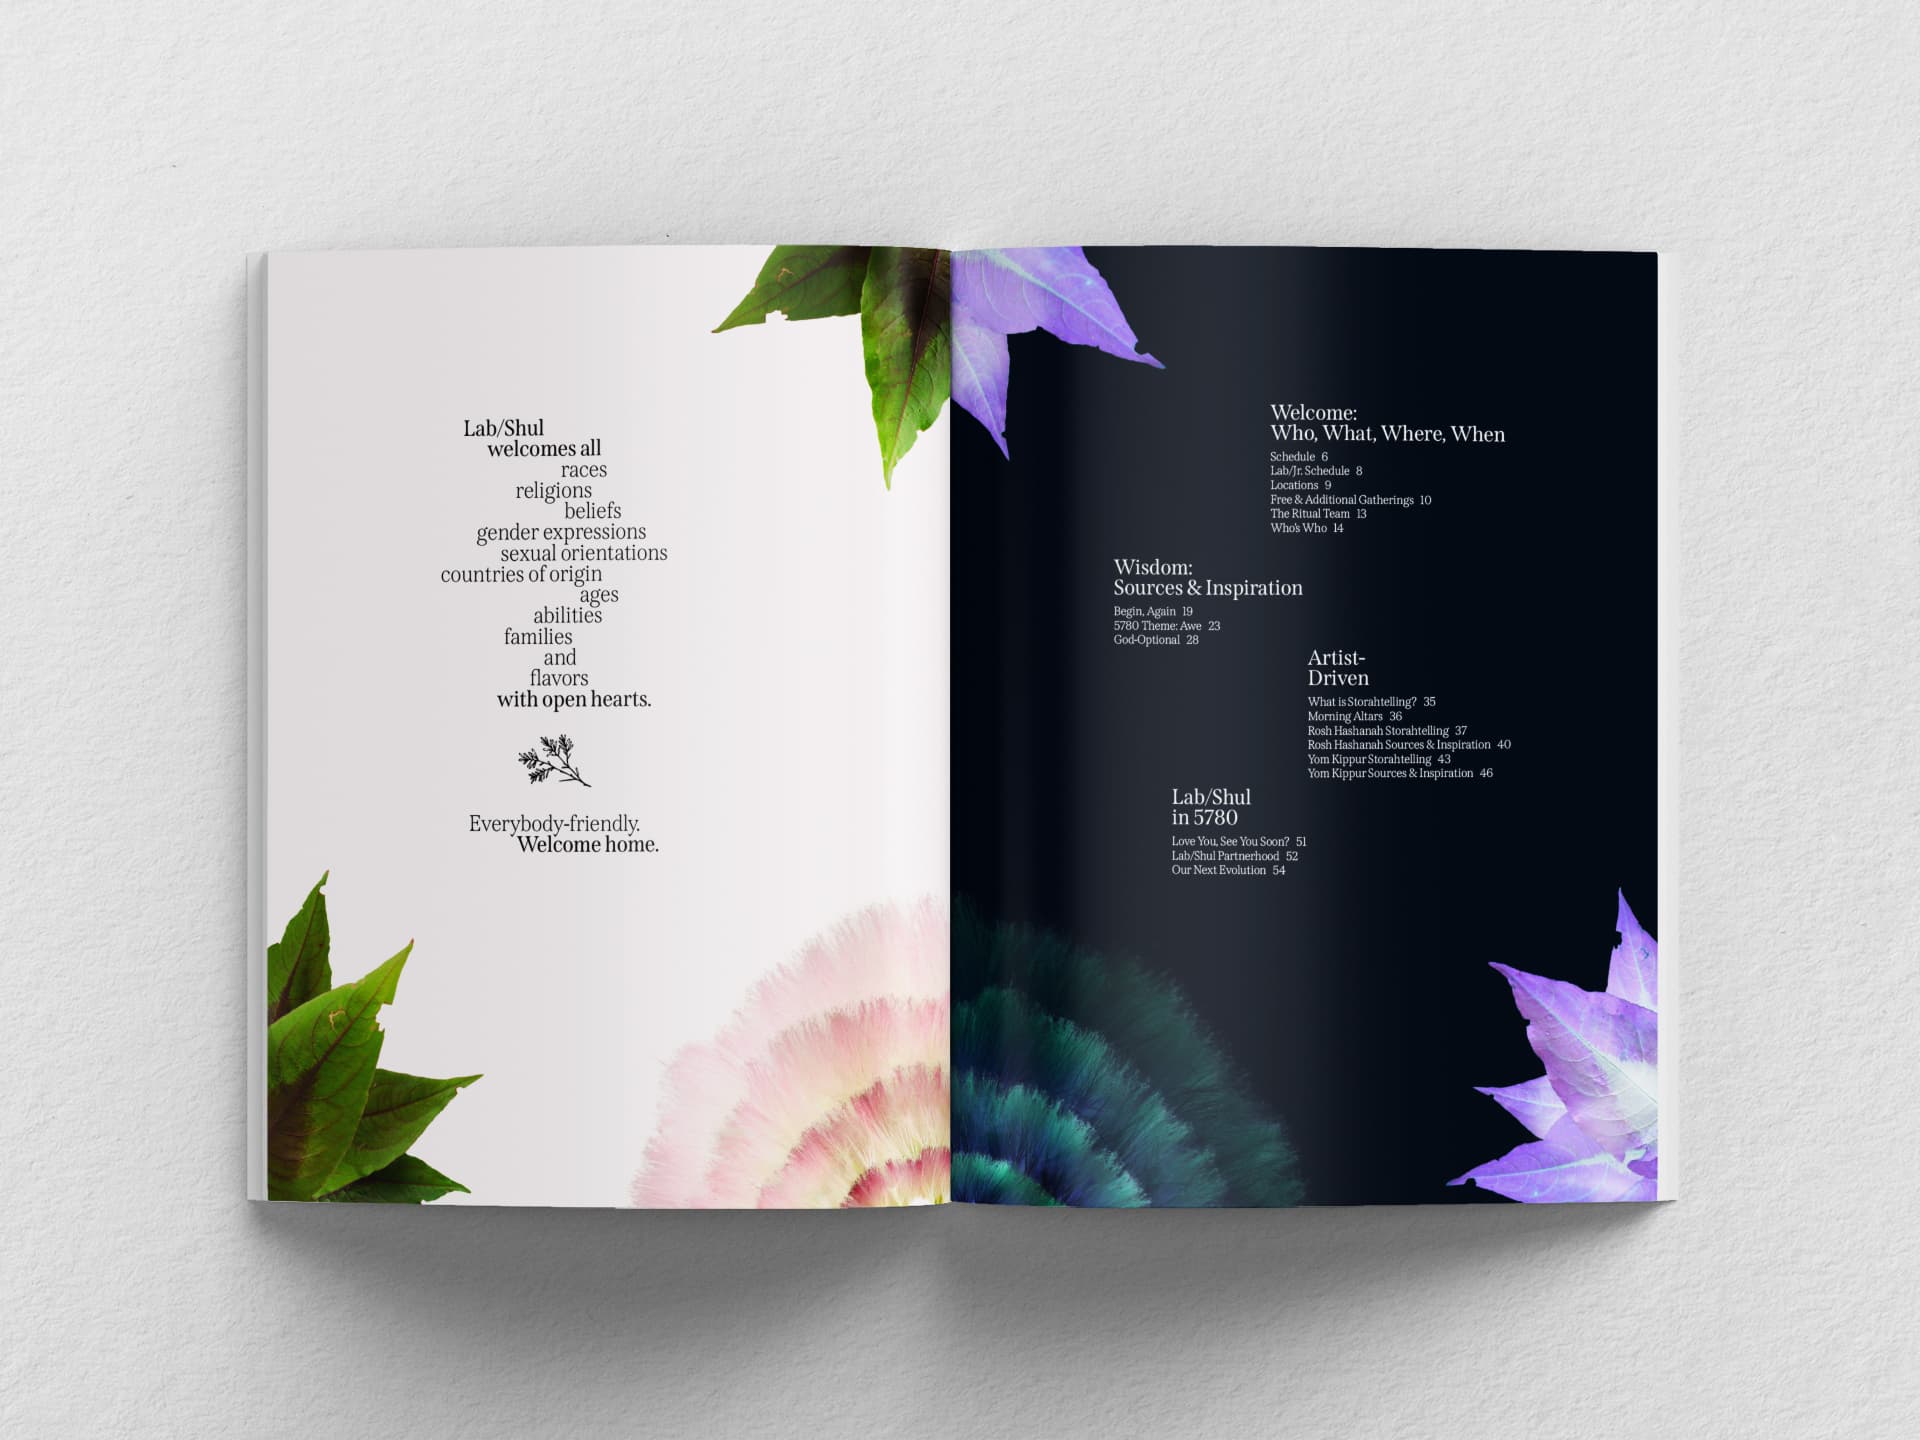 Lab/Shul
welcomes all
races
religions
beliefs
gender expressions
sexual orientations
countries of origin
ages
abilities
families
and
flavors
with open hearts.
Everybody-friendly.
Welcome home.
Welcome:
Who, What, Where, When
Schedule 6
Lab/Jr. Schedule 8
Locations 9
Free & Additional Gatherings 10
The Ritual Team 13
Who's Who 14
Wisdom:
Sources & Inspiration
Begin, Again 19
5780 Theme: Awe 23
God-Optional 28
Artist-
Driven
What is Storahtelling? 35
Morning Altars 36
Rosh Hashanah Storahtelling 37
Rosh Hashanah Sources & Inspiration 40
Yom Kippur Storahtelling 43
Yom Kippur Sources & Inspiration 46
Lab/Shul
in 5780
Love You, See You Soon? 51
Lab/Shul Partnerhood 52
Our Next Evolution 54